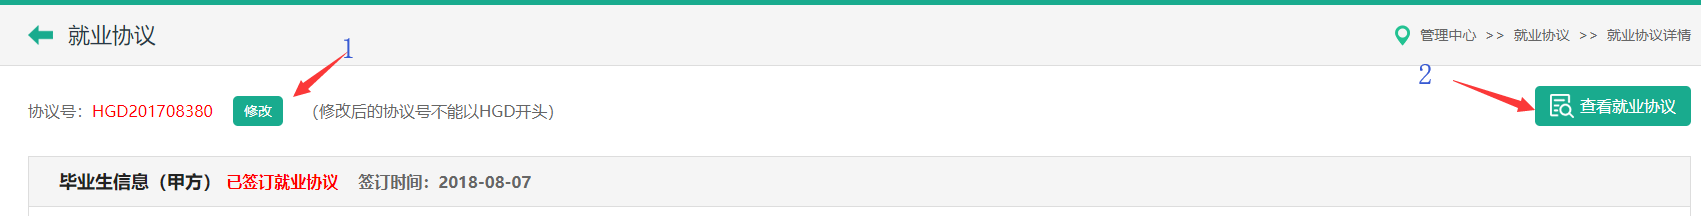 就业协议
管理中心 >> 就业协议 >> 就业协议详情
1
2
协议号：HGD201708380 修改 （修改后的协议号不能以HGD开头）
查看就业协议
毕业生信息（甲方） 已签订就业协议 签订时间：2018-08-07